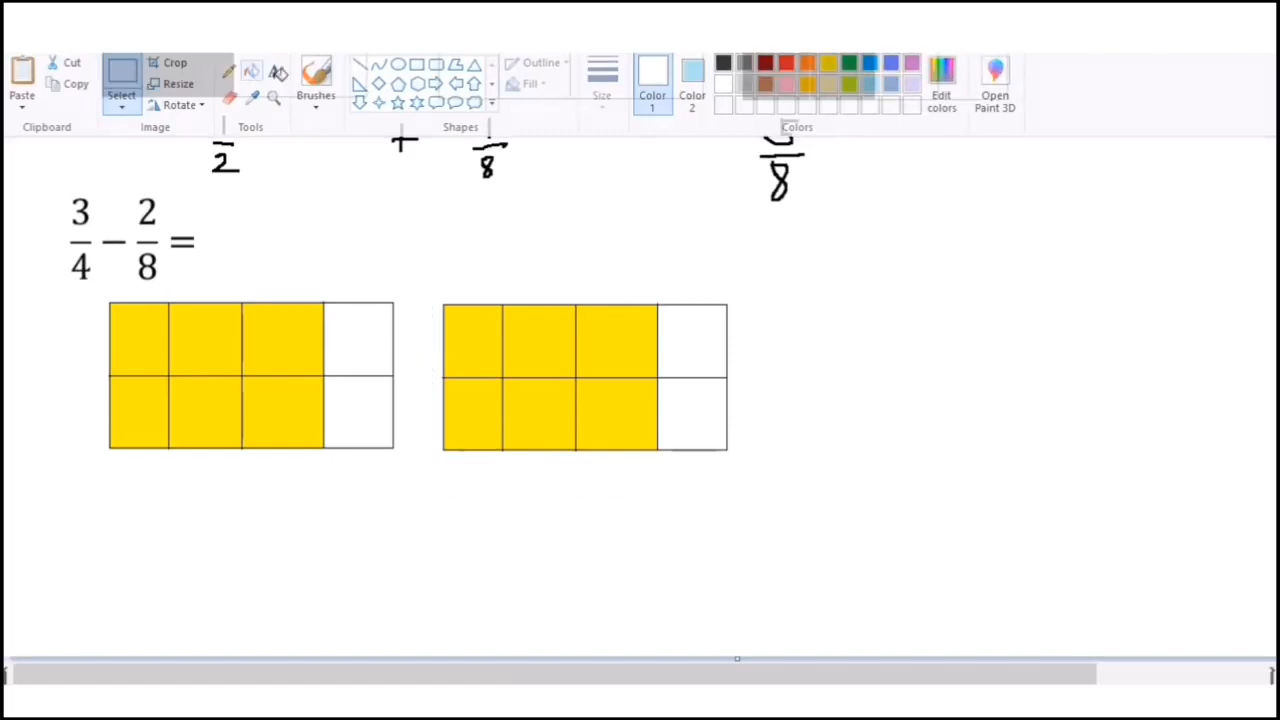 Cut Crop Outline
Copy Resize Fill
Paste Select Rotate Brushes Size Color 1 Color 2 Edit colors Open Paint 3D
Clipboard Image Tools Shapes Colors
2 + 8 8
3/4 − 2/8 =